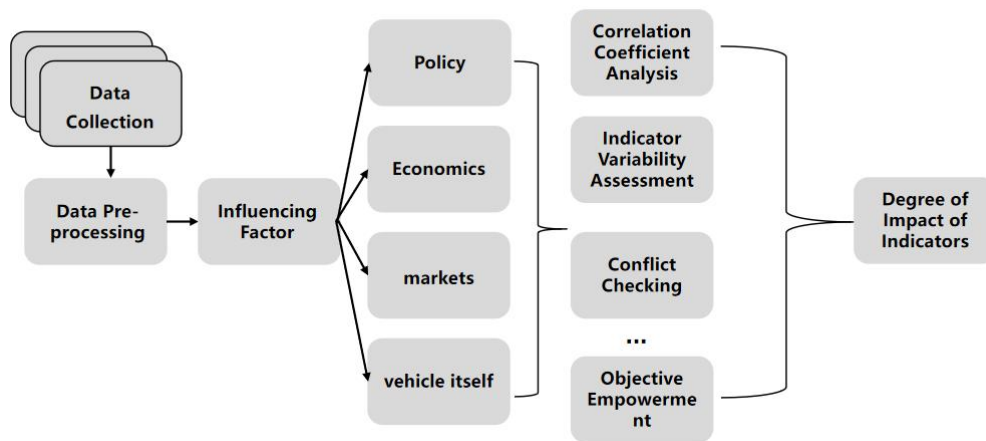 Data
Collection
Data Pre-
processing
Influencing
Factor
Policy
Economics
markets
vehicle itself
Correlation
Coefficient
Analysis
Indicator
Variability
Assessment
Conflict
Checking
...
Objective
Empowerme
nt
Degree of
Impact of
Indicators